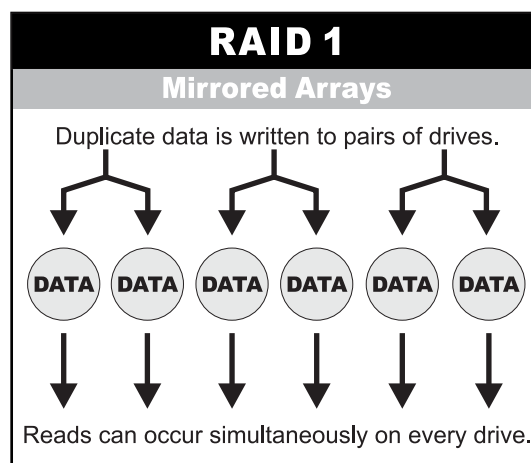 RAID 1
Mirrored Arrays
Duplicate data is written to pairs of drives.
DATA DATA DATA DATA DATA DATA
Reads can occur simultaneously on every drive.